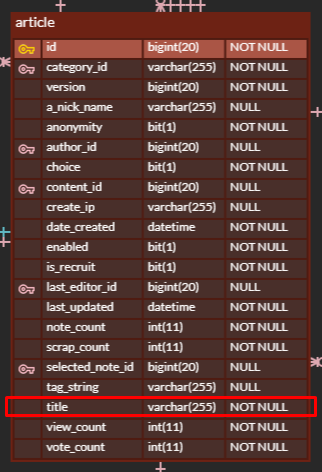 article
id bigint(20) NOT NULL
category_id varchar(255) NOT NULL
version bigint(20) NOT NULL
a_nick_name varchar(255) NULL
anonymity bit(1) NOT NULL
author_id bigint(20) NULL
choice bit(1) NOT NULL
content_id bigint(20) NULL
create_ip varchar(255) NULL
date_created datetime NOT NULL
enabled bit(1) NOT NULL
is_recruit bit(1) NOT NULL
last_editor_id bigint(20) NULL
last_updated datetime NOT NULL
note_count int(11) NOT NULL
scrap_count int(11) NOT NULL
selected_note_id bigint(20) NULL
tag_string varchar(255) NULL
title varchar(255) NOT NULL
view_count int(11) NOT NULL
vote_count int(11) NOT NULL